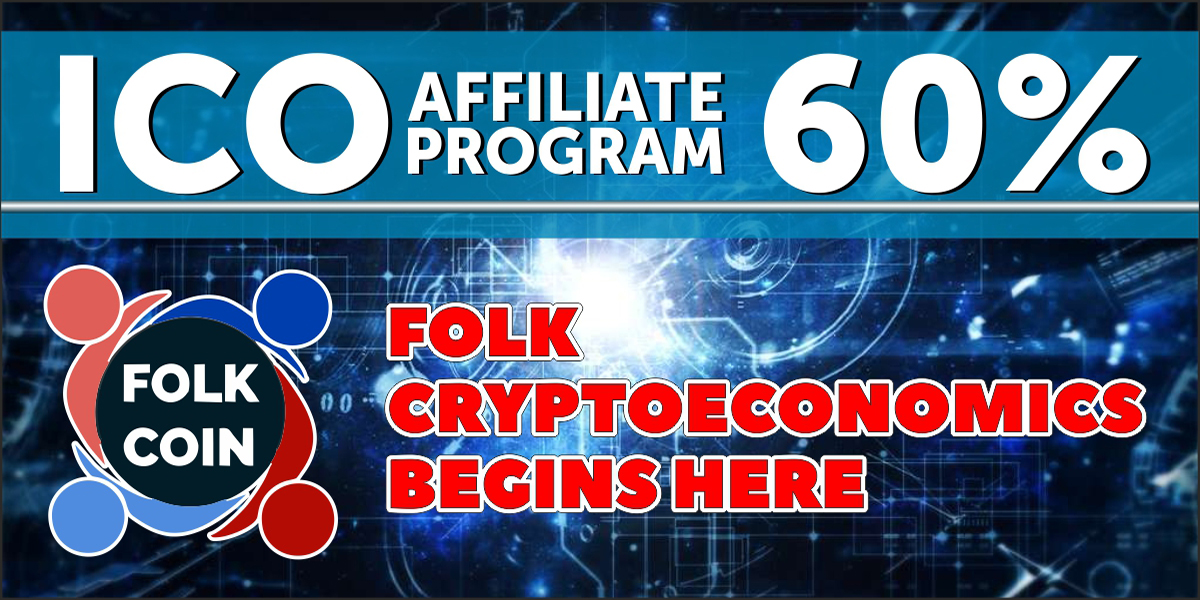 ICO AFFILIATE PROGRAM 60%
FOLK COIN
FOLK
CRYPTOECONOMICS
BEGINS HERE